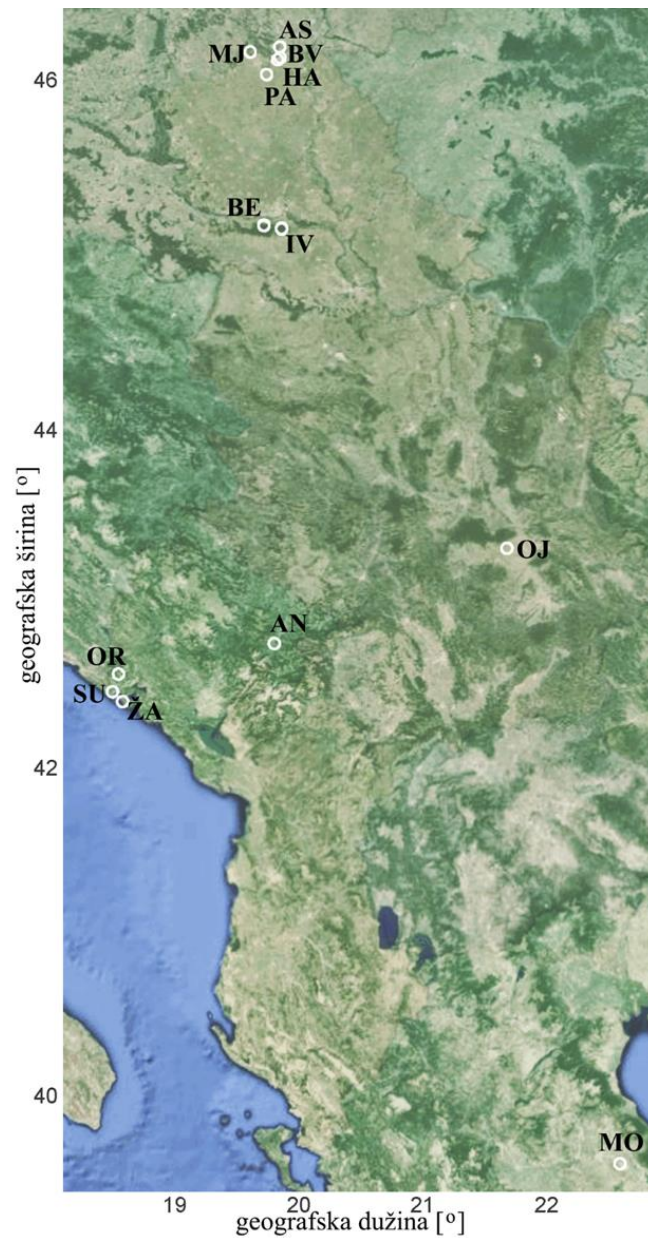 AS
MJ
BV
46
HA
PA
BE
IV
44
geografska širina [º]
OJ
AN
OR
SU
ŽA
42
40
MO
19
20
21
22
geografska dužina [º]